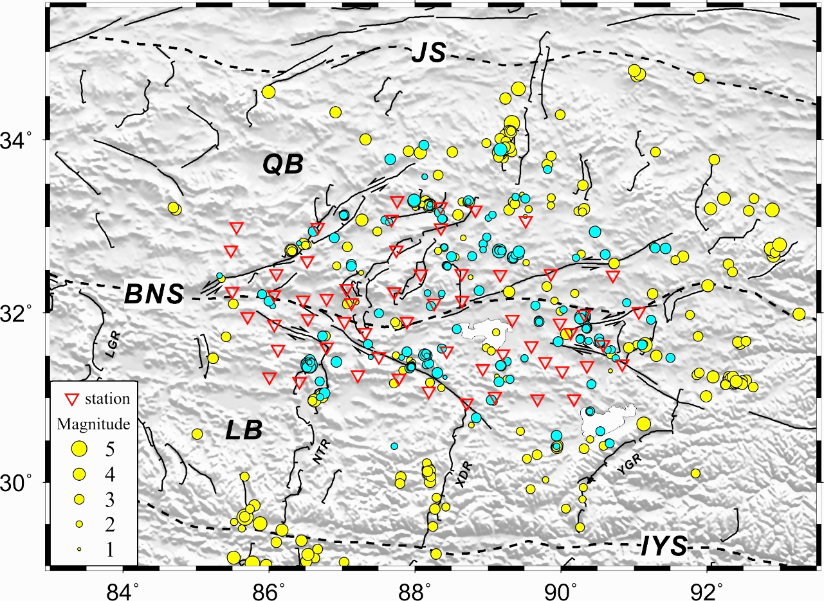 JS
34°
QB
BNS
32°
LGR
station
Magnitude
5
4
3
2
1
LB
NTR
XDR
YGR
30°
IYS
84°
86°
88°
90°
92°